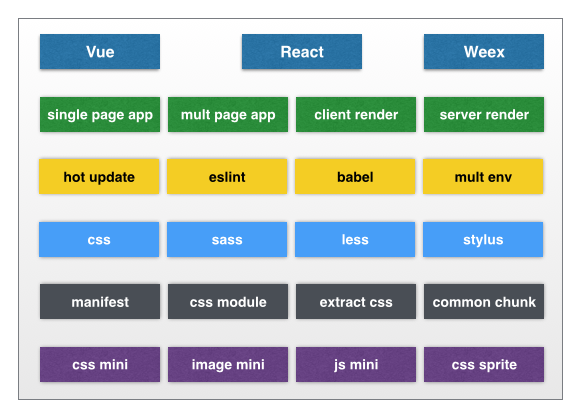 Vue React Weex
single page app mult page app client render server render
hot update eslint babel mult env
css sass less stylus
manifest css module extract css common chunk
css mini image mini js mini css sprite